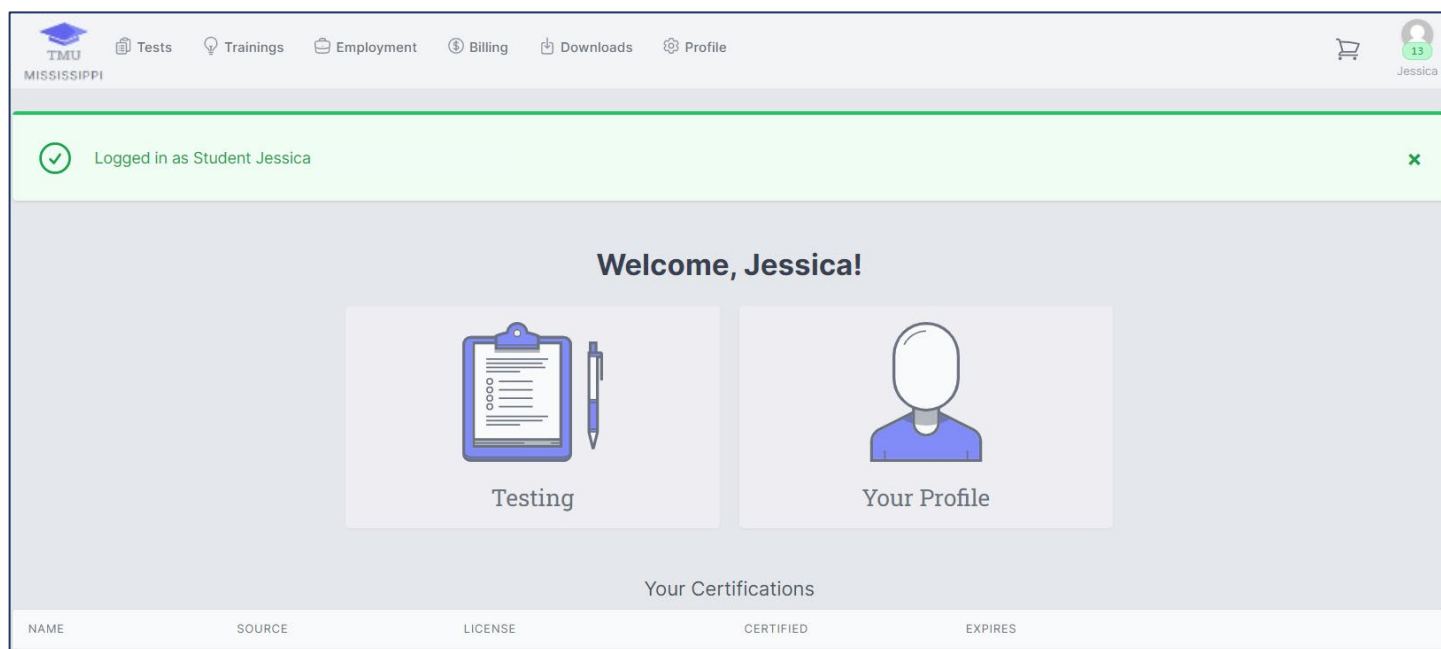 TMU
MISSISSIPPI
Tests Trainings Employment Billing Downloads Profile
13
Jessica
Logged in as Student Jessica
Welcome, Jessica!
Testing
Your Profile
Your Certifications
NAME SOURCE LICENSE CERTIFIED EXPIRES